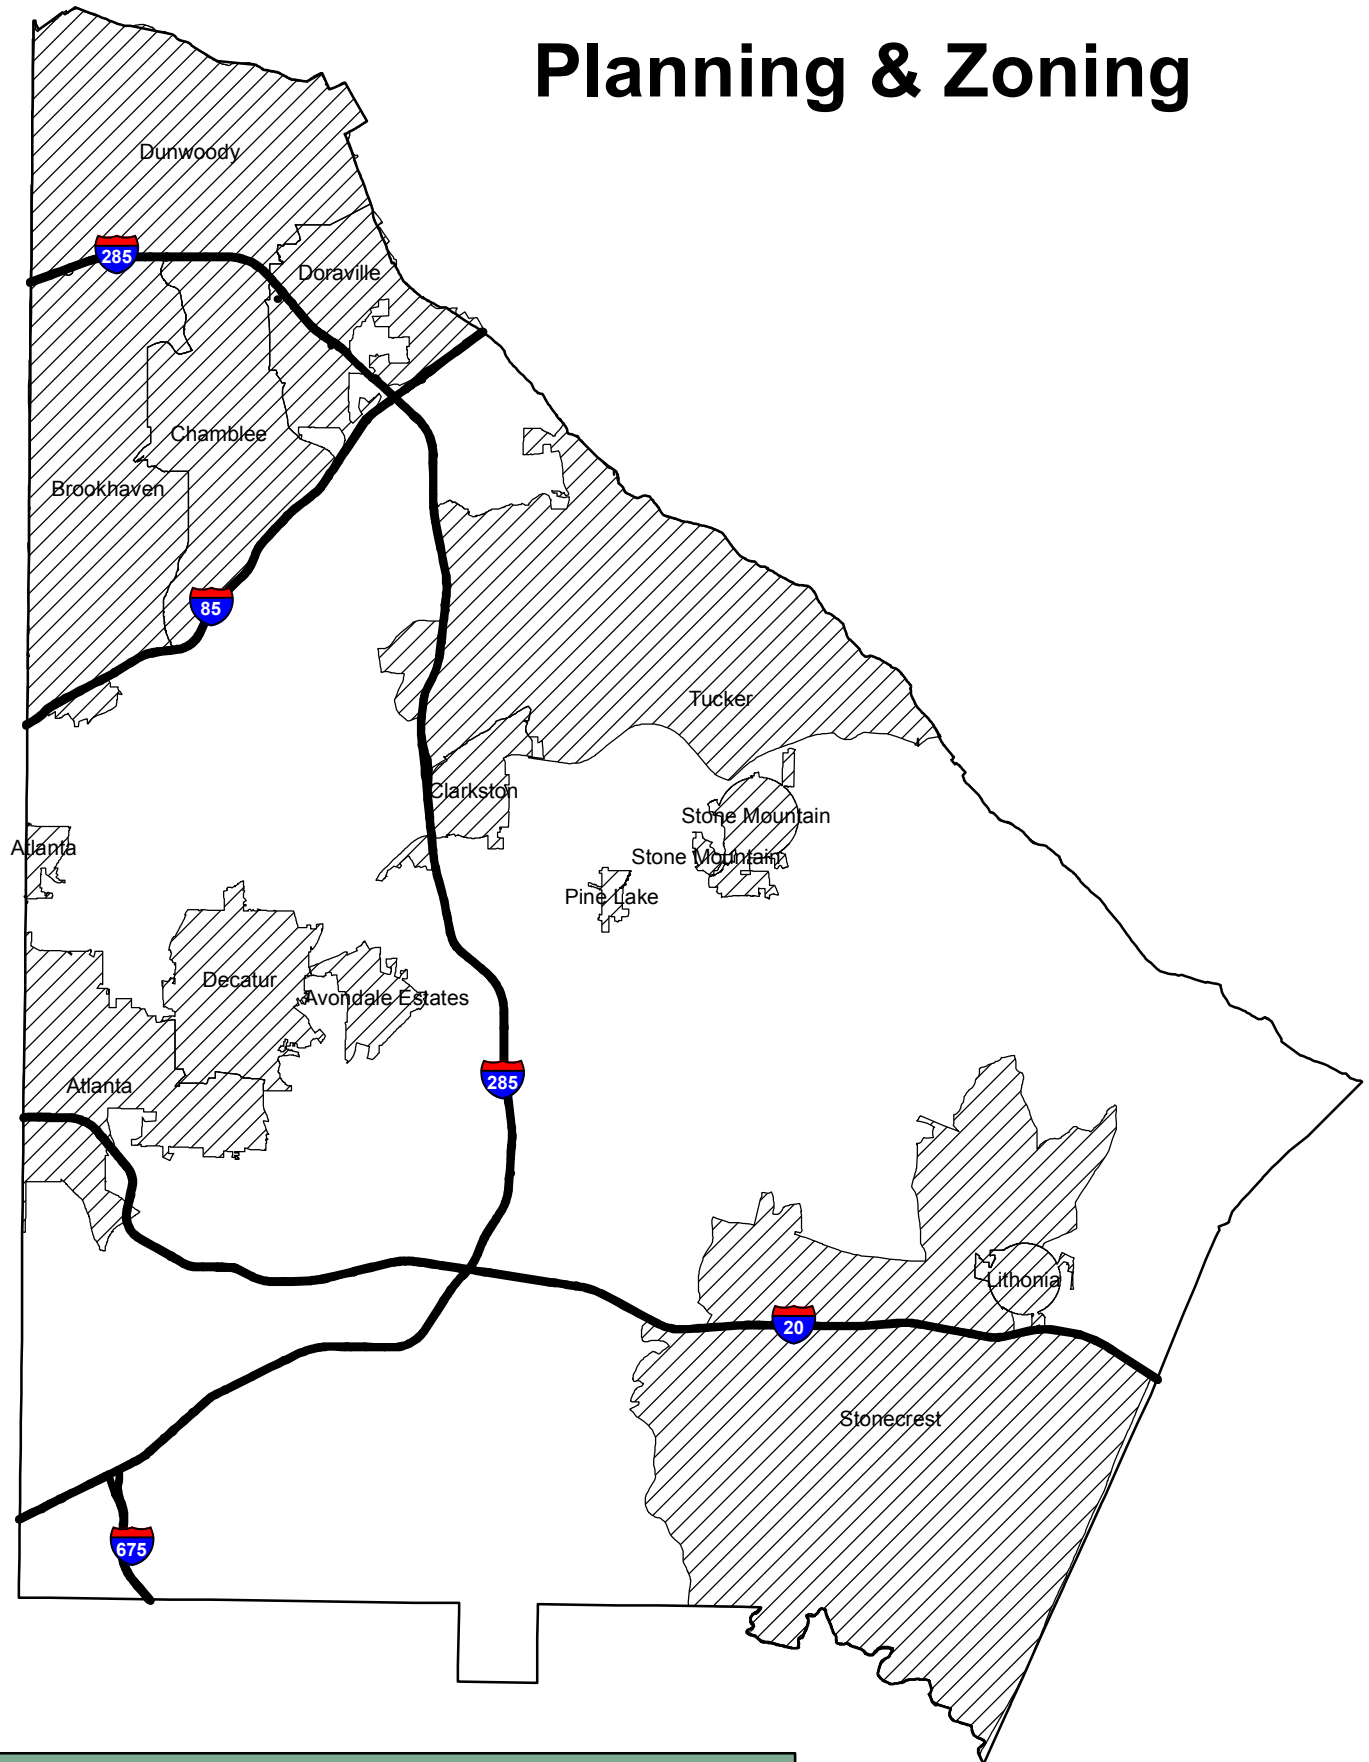 Planning & Zoning
Dunwoody
285
Doraville
Chamblee
Brookhaven
85
Tucker
Clarkston
Stone Mountain
Atlanta
Stone Mountain
Pine Lake
Decatur
Avondale Estates
285
Atlanta
Lithonia
20
Stonecrest
675